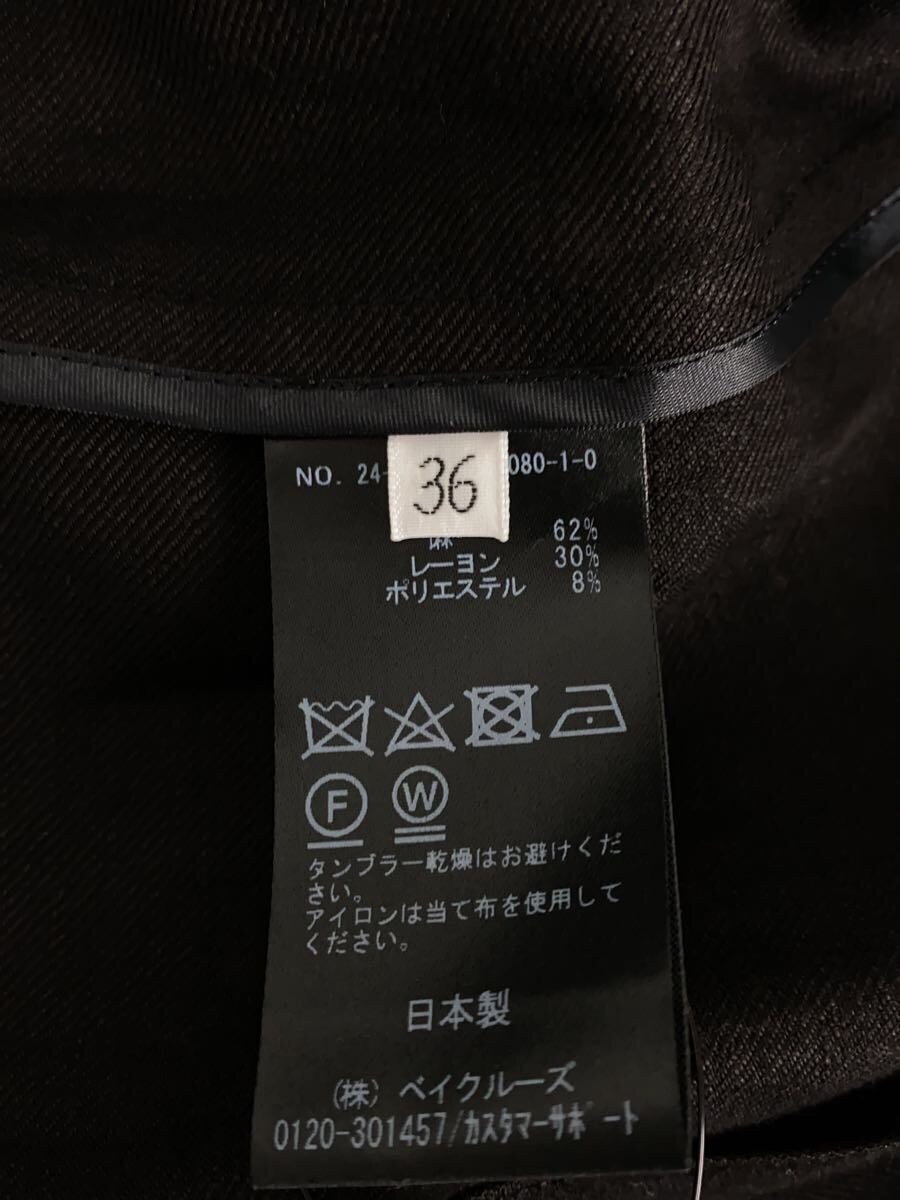 NO. 24-
080-1-0
36
麻 62%
レーヨン 30%
ポリエステル 8%
F W
タンブラー乾燥はお避けくだ
さい。
アイロンは当て布を使用して
ください。
日本製
(株) ベイクルーズ
0120-301457/ｶｽﾀﾏｰｻﾎﾟｰﾄ